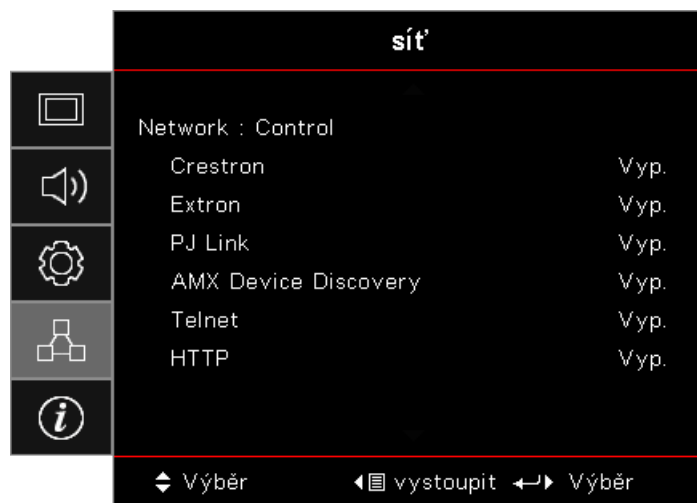 síť
Network : Control
Crestron Vyp.
Extron Vyp.
PJ Link Vyp.
AMX Device Discovery Vyp.
Telnet Vyp.
HTTP Vyp.
Výběr vystoupit Výběr